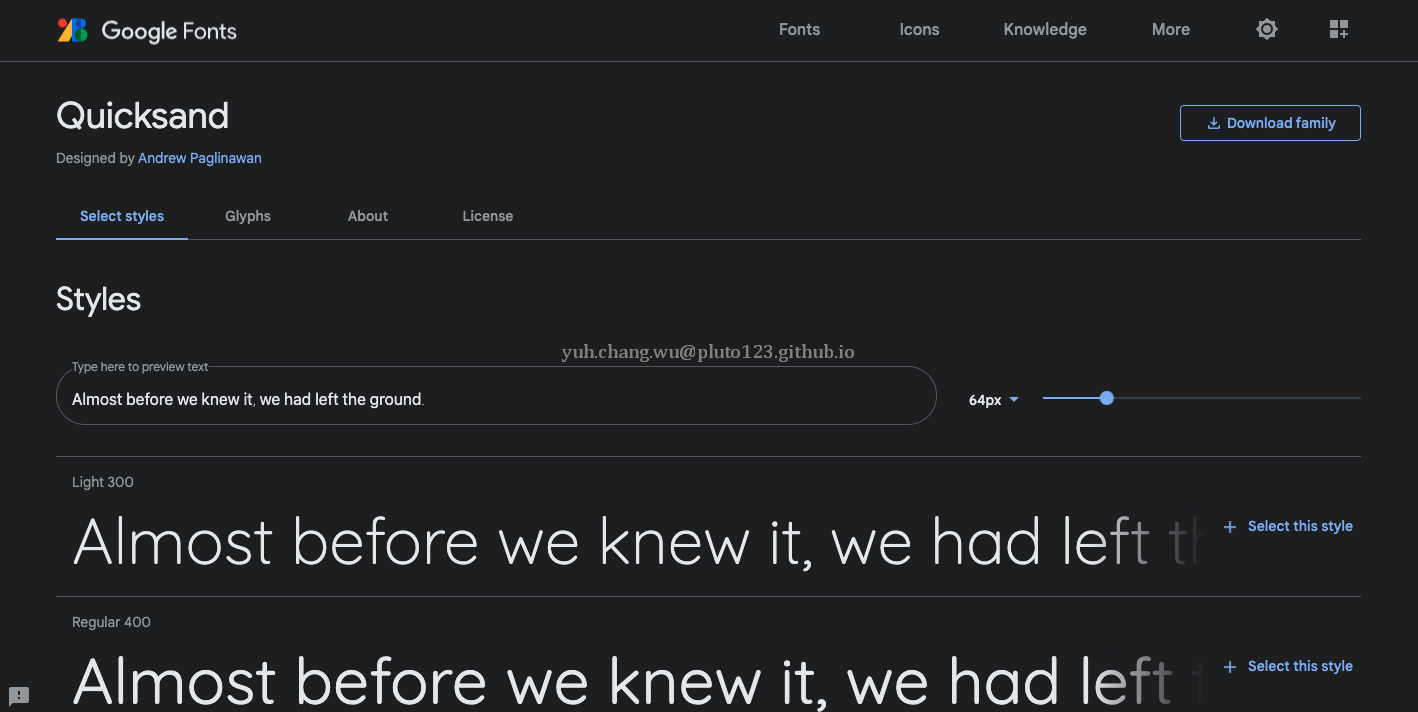 Google Fonts
Fonts Icons Knowledge More
Quicksand
Download family
Designed by Andrew Paglinawan
Select styles Glyphs About License
Styles
yuh.chang.wu@pluto123.github.io
Type here to preview text
Almost before we knew it, we had left the ground.
64px
Light 300
Almost before we knew it, we had left th
Select this style
Regular 400
Almost before we knew it, we had left t
Select this style